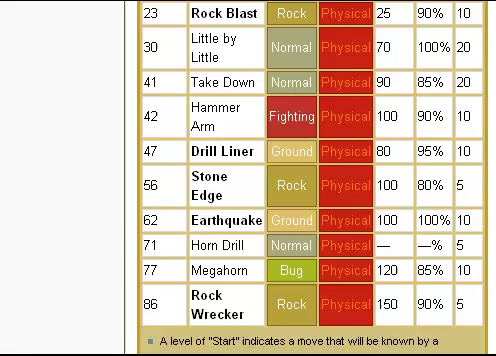 23 Rock Blast Rock Physical 25 90% 10
30 Little by Little Normal Physical 70 100% 20
41 Take Down Normal Physical 90 85% 20
42 Hammer Arm Fighting Physical 100 90% 10
47 Drill Liner Ground Physical 80 95% 10
56 Stone Edge Rock Physical 100 80% 5
62 Earthquake Ground Physical 100 100% 10
71 Horn Drill Normal Physical — —% 5
77 Megahorn Bug Physical 120 85% 10
86 Rock Wrecker Rock Physical 150 90% 5
A level of "Start" indicates a move that will be known by a